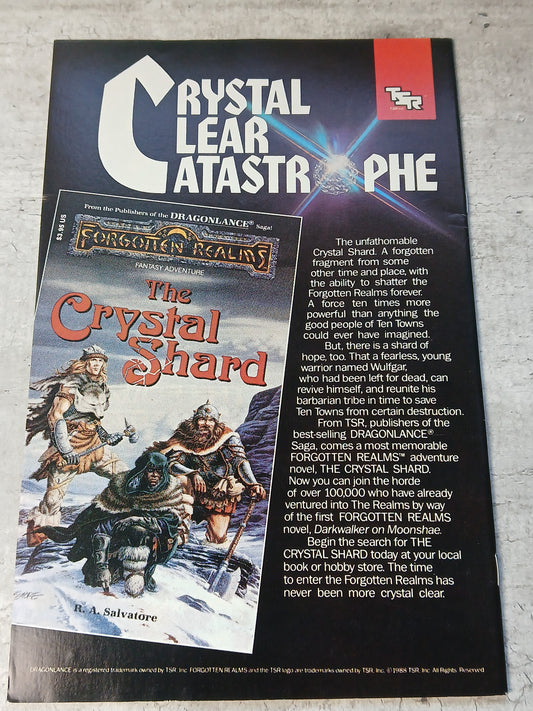 CRYSTAL
CLEAR
CATASTROPHE
TSR
From the Publishers of the DRAGONLANCE® Saga!
$3.95 US
FORGOTTEN REALMS
FANTASY ADVENTURE
The
Crystal
Shard
R. A. Salvatore
The unfathomable
Crystal Shard. A forgotten
fragment from some
other time and place, with
the ability to shatter the
Forgotten Realms forever.
A force ten times more
powerful than anything the
good people of Ten Towns
could ever have imagined.
But, there is a shard of
hope, too. That a fearless, young
warrior named Wulfgar,
who had been left for dead, can
revive himself, and reunite his
barbarian tribe in time to save
Ten Towns from certain destruction.
From TSR, publishers of the
best-selling DRAGONLANCE®
Saga, comes a most memorable
FORGOTTEN REALMS™ adventure
novel, THE CRYSTAL SHARD.
Now you can join the horde
of over 100,000 who have already
ventured into The Realms by way
of the first FORGOTTEN REALMS
novel, Darkwalker on Moonshae.
Begin the search for THE
CRYSTAL SHARD today at your local
book or hobby store. The time
to enter the Forgotten Realms has
never been more crystal clear.
DRAGONLANCE is a registered trademark owned by TSR, Inc. FORGOTTEN REALMS and the TSR logo are trademarks owned by TSR, Inc. ©1988 TSR, Inc. All Rights Reserved.